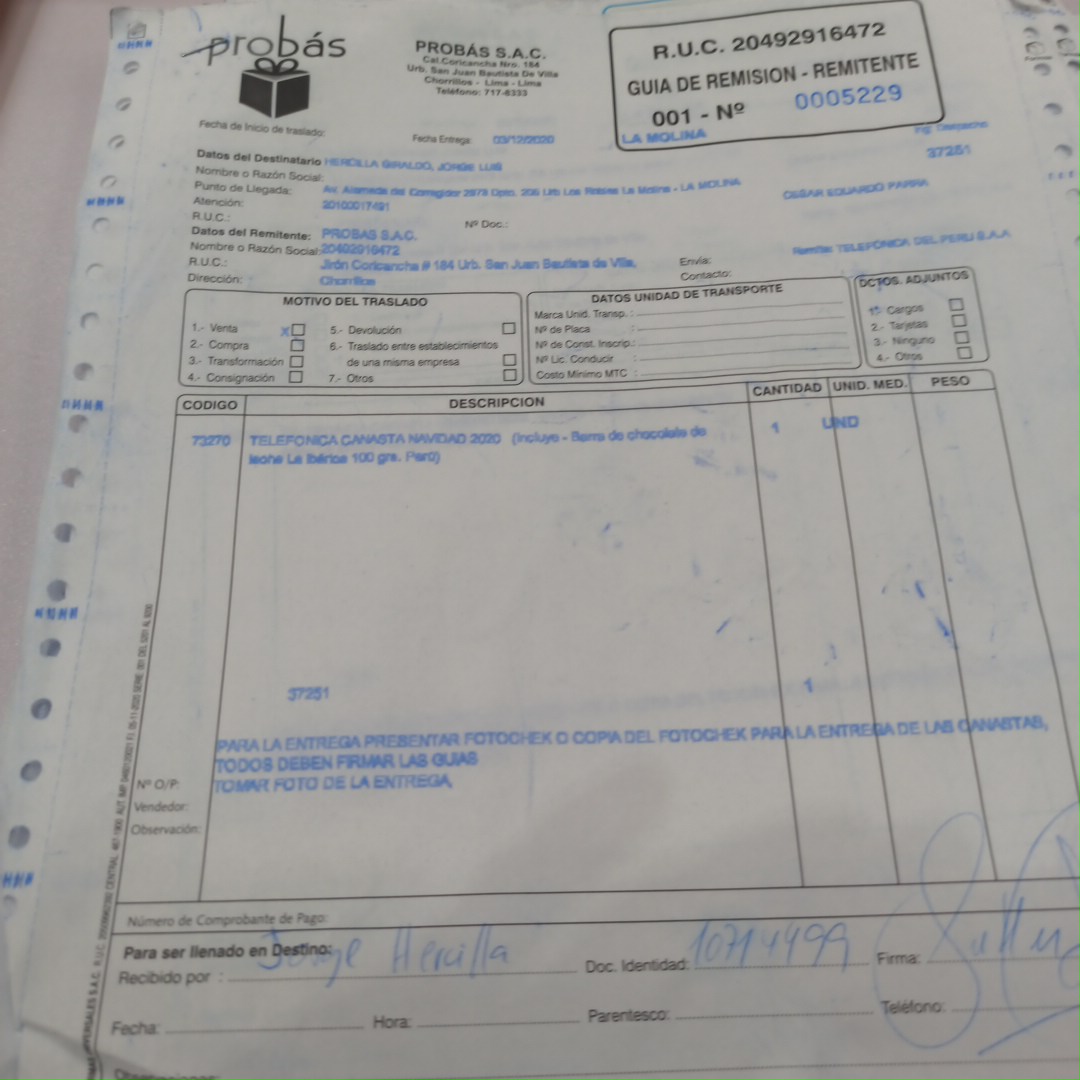 probás
PROBÁS S.A.C.
Cal.Coricancha Nro. 184
Urb. San Juan Bautista De Villa
Chorrillos - Lima - Lima
Teléfono: 717-8333
R.U.C. 20492916472
GUIA DE REMISION - REMITENTE
001 - Nº 0005229
Fecha de Inicio de traslado:
Fecha Entrega: 03/12/2020
LA MOLINA
37251
Datos del Destinatario HERCILLA GIRALDO, JORGE LUIS
Nombre o Razón Social:
Punto de Llegada: Av. Alameda del Corregidor 2979 Dpto. 205 Urb Los Robles La Molina - LA MOLINA
CESAR EDUARDO PARRA
Atención: 20100017491
R.U.C.:
Nº Doc.:
Datos del Remitente: PROBAS S.A.C.
Nombre o Razón Social: 20492916472
Remite: TELEFONICA DEL PERU S.A.A
R.U.C.: Jirón Coricancha # 184 Urb. San Juan Bautista de Villa,
Envía:
Dirección: Chorrillos
Contacto:
MOTIVO DEL TRASLADO
1.- Venta X
2.- Compra
3.- Transformación
4.- Consignación
5.- Devolución
6.- Traslado entre establecimientos
de una misma empresa
7.- Otros
DATOS UNIDAD DE TRANSPORTE
Marca Unid. Transp. :
Nº de Placa :
Nº de Const. Inscrip.:
Nº Lic. Conducir :
Costo Mínimo MTC :
DCTOS. ADJUNTOS
1.- Cargos
2.- Tarjetas
3.- Ninguno
4.- Otros
CODIGO DESCRIPCION CANTIDAD UNID. MED. PESO
73270 TELEFONICA CANASTA NAVIDAD 2020 (Incluye - Barra de chocolate de 1 UND
leche La Ibérica 100 grs. Perú)
37251 1
PARA LA ENTREGA PRESENTAR FOTOCHEK O COPIA DEL FOTOCHEK PARA LA ENTREGA DE LAS CANASTAS,
TODOS DEBEN FIRMAR LAS GUIAS
Nº O/P: TOMAR FOTO DE LA ENTREGA,
Vendedor:
Observación:
Número de Comprobante de Pago:
Para ser llenado en Destino:
Recibido por : Jorge Hercilla Doc. Identidad: 10714499 Firma:
Fecha: Hora: Parentesco: Teléfono: